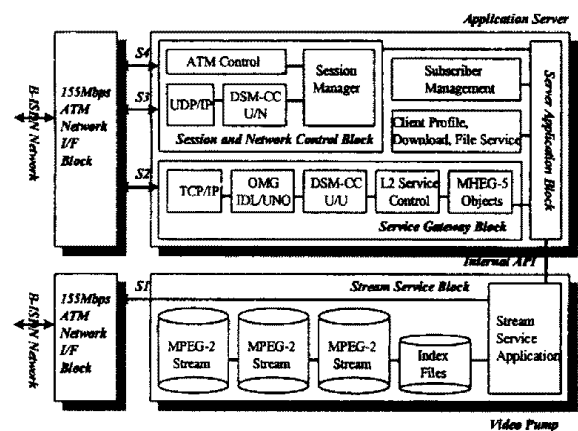 Application Server
B-ISDN Network
155Mbps
ATM
Network
I/F
Block
S4
S3
S2
ATM Control
UDP/IP
DSM-CC
U/N
Session
Manager
Session and Network Control Block
Subscriber
Management
Client Profile,
Download, File Service
Server Application Block
TCP/IP
OMG
IDL/UNO
DSM-CC
U/U
L2 Service
Control
MHEG-5
Objects
Service Gateway Block
Internal API
B-ISDN Network
155Mbps
ATM
Network
I/F
Block
S1
Stream Service Block
MPEG-2
Stream
MPEG-2
Stream
MPEG-2
Stream
Index
Files
Stream
Service
Application
Video Pump